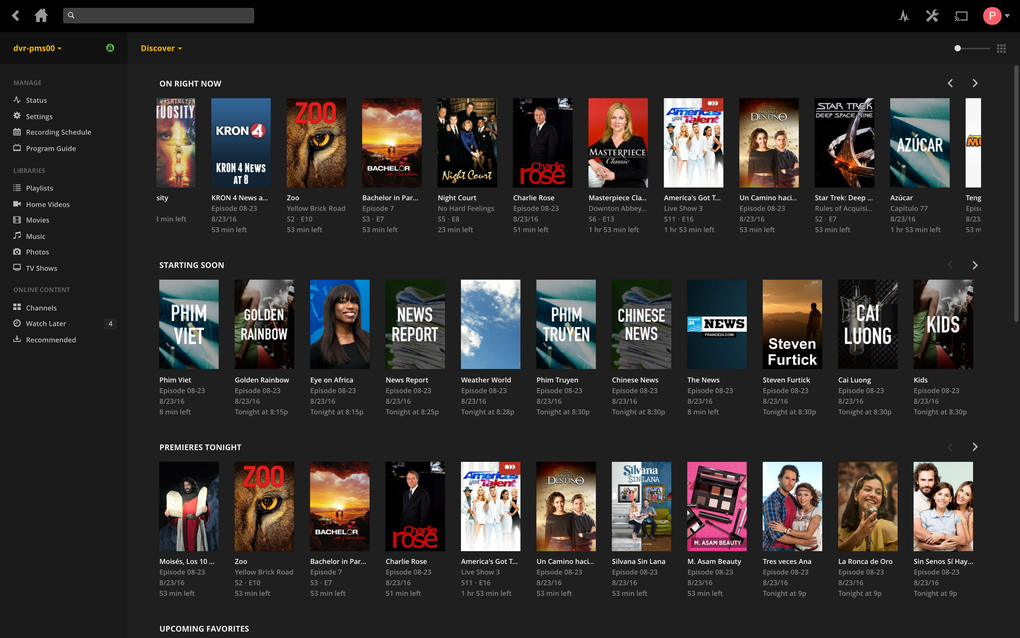 P
dvr-pms00
Discover
MANAGE
Status
Settings
Recording Schedule
Program Guide
LIBRARIES
Playlists
Home Videos
Movies
Music
Photos
TV Shows
ONLINE CONTENT
Channels
Watch Later 4
Recommended
ON RIGHT NOW
KRON 4
KRON 4 News
at 8
ZOO
BACHELOR
Night Court
Charlie
rose
MASTERPIECE
Classic
America's
Got
Talent
DESTINO
STAR TREK
DEEP SPACE NINE
AZÚCAR
sity
KRON 4 News a...
Zoo
Bachelor in Par...
Night Court
Charlie Rose
Masterpiece Cla...
America's Got T...
Un Camino haci...
Star Trek: Deep ...
Azúcar
Teng
Episode 08-23
Yellow Brick Road
Episode 7
No Hard Feelings
Episode 08-23
Downton Abbey...
Live Show 3
Episode 08-23
Rules of Acquisi...
Capítulo 77
Episo
min left
8/23/16
S2 · E10
S3 · E7
S5 · E8
8/23/16
S6 · E13
S11 · E16
8/23/16
S2 · E7
8/23/16
8/23
53 min left
53 min left
53 min left
23 min left
51 min left
1 hr 53 min left
1 hr 53 min left
53 min left
53 min left
1 hr 53 min left
53 m
STARTING SOON
PHIM
VIET
GOLDEN
RAINBOW
NEWS
REPORT
PHIM
TRUYEN
CHINESE
NEWS
24 NEWS
FRANCE24.COM
Steven
Furtick
CAI
LUONG
KIDS
Phim Viet
Golden Rainbow
Eye on Africa
News Report
Weather World
Phim Truyen
Chinese News
The News
Steven Furtick
Cai Luong
Kids
Episode 08-23
Episode 08-23
Episode 08-23
Episode 08-23
Episode 08-23
Episode 08-23
Episode 08-23
Episode 08-23
Episode 08-23
Episode 08-23
Episode 08-23
8/23/16
8/23/16
8/23/16
8/23/16
8/23/16
8/23/16
8/23/16
8/23/16
8/23/16
8/23/16
8/23/16
8 min left
Tonight at 8:15p
Tonight at 8:15p
Tonight at 8:25p
Tonight at 8:28p
Tonight at 8:30p
Tonight at 8:30p
8 min left
Tonight at 8:30p
Tonight at 8:30p
Tonight at 8:30p
PREMIERES TONIGHT
ZOO
BACHELOR
Charlie
rose
America's
Got
Talent
DESTINO
Silvana
SIN LANA
M. ASAM BEAUTY
Moisés, Los 10 ...
Zoo
Bachelor in Par...
Charlie Rose
America's Got T...
Un Camino haci...
Silvana Sin Lana
M. Asam Beauty
Tres veces Ana
La Ronca de Oro
Sin Senos Sí Hay...
Episode 08-23
Yellow Brick Road
Episode 7
Episode 08-23
Live Show 3
Episode 08-23
Episode 08-23
Episode 08-23
Episode 08-23
Episode 08-23
Episode 08-23
8/23/16
S2 · E10
S3 · E7
8/23/16
S11 · E16
8/23/16
8/23/16
8/23/16
8/23/16
8/23/16
8/23/16
53 min left
53 min left
53 min left
51 min left
1 hr 53 min left
53 min left
53 min left
53 min left
Tonight at 9p
Tonight at 9p
Tonight at 9p
UPCOMING FAVORITES